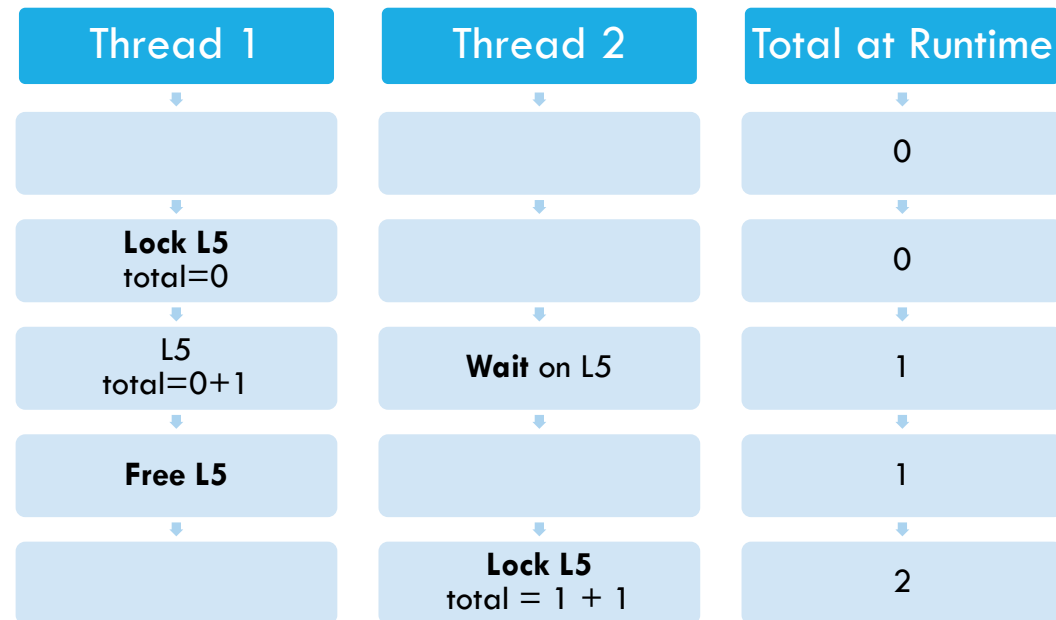 Thread 1
Thread 2
Total at Runtime
0
Lock L5
total=0
0
L5
total=0+1
Wait on L5
1
Free L5
1
Lock L5
total = 1 + 1
2